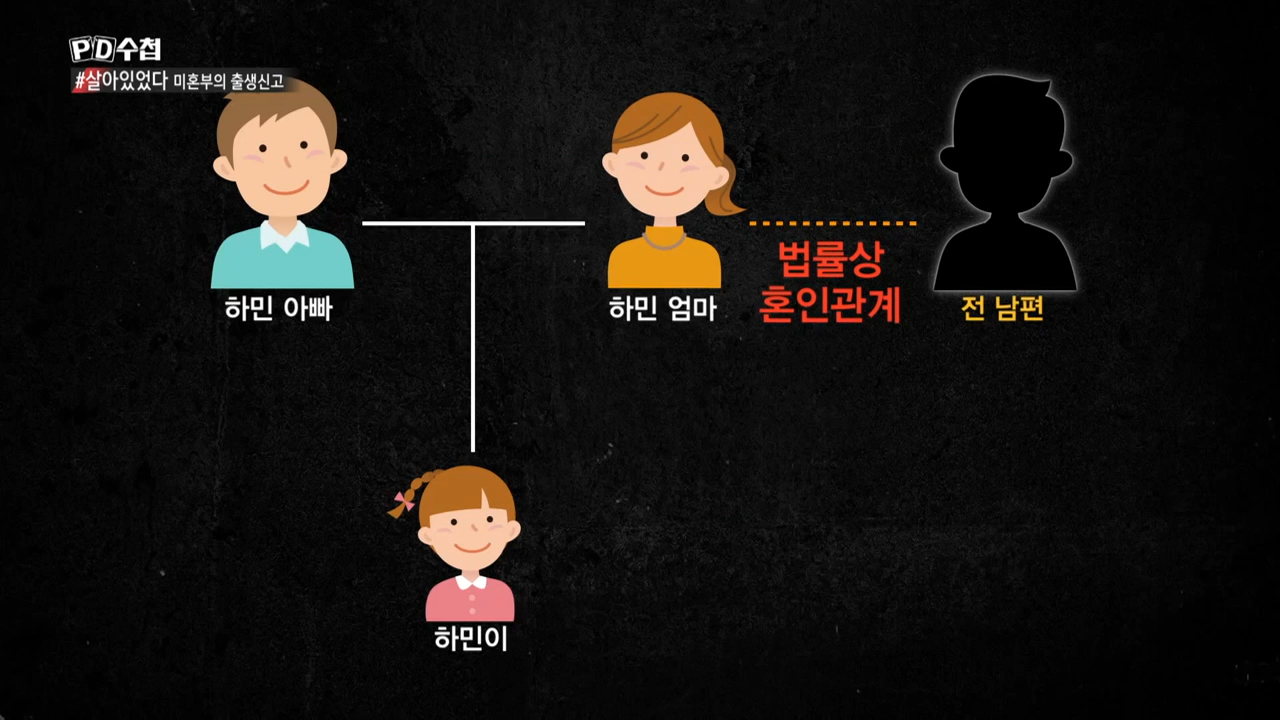 PD수첩
#살아있었다 미혼부의 출생신고
법률상
혼인관계
하민 아빠
하민 엄마
전 남편
하민이